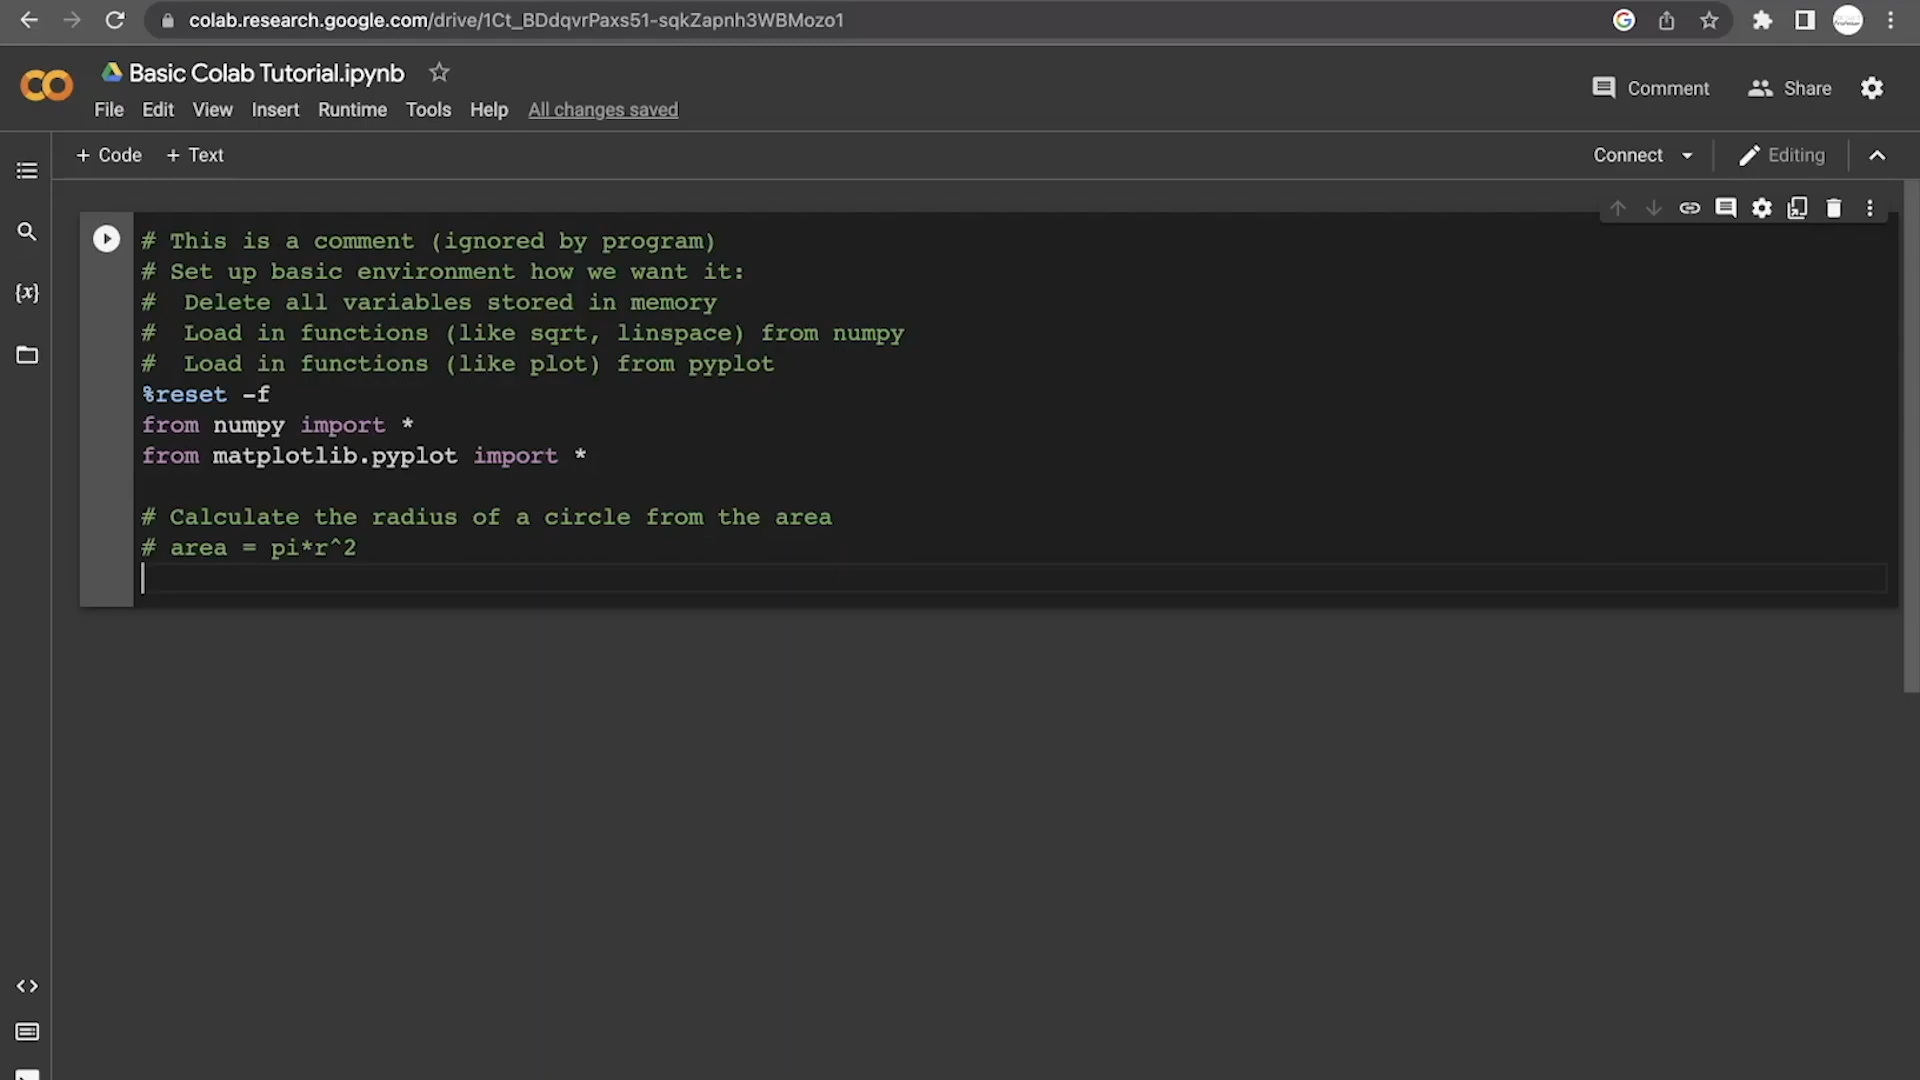 colab.research.google.com/drive/1Ct_BDdqvrPaxs51-sqkZapnh3WBMozo1
Basic Colab Tutorial.ipynb
File Edit View Insert Runtime Tools Help All changes saved
Comment Share
+ Code + Text
Connect Editing
# This is a comment (ignored by program)
# Set up basic environment how we want it:
#  Delete all variables stored in memory
#  Load in functions (like sqrt, linspace) from numpy
#  Load in functions (like plot) from pyplot
%reset -f
from numpy import *
from matplotlib.pyplot import *
# Calculate the radius of a circle from the area
# area = pi*r^2